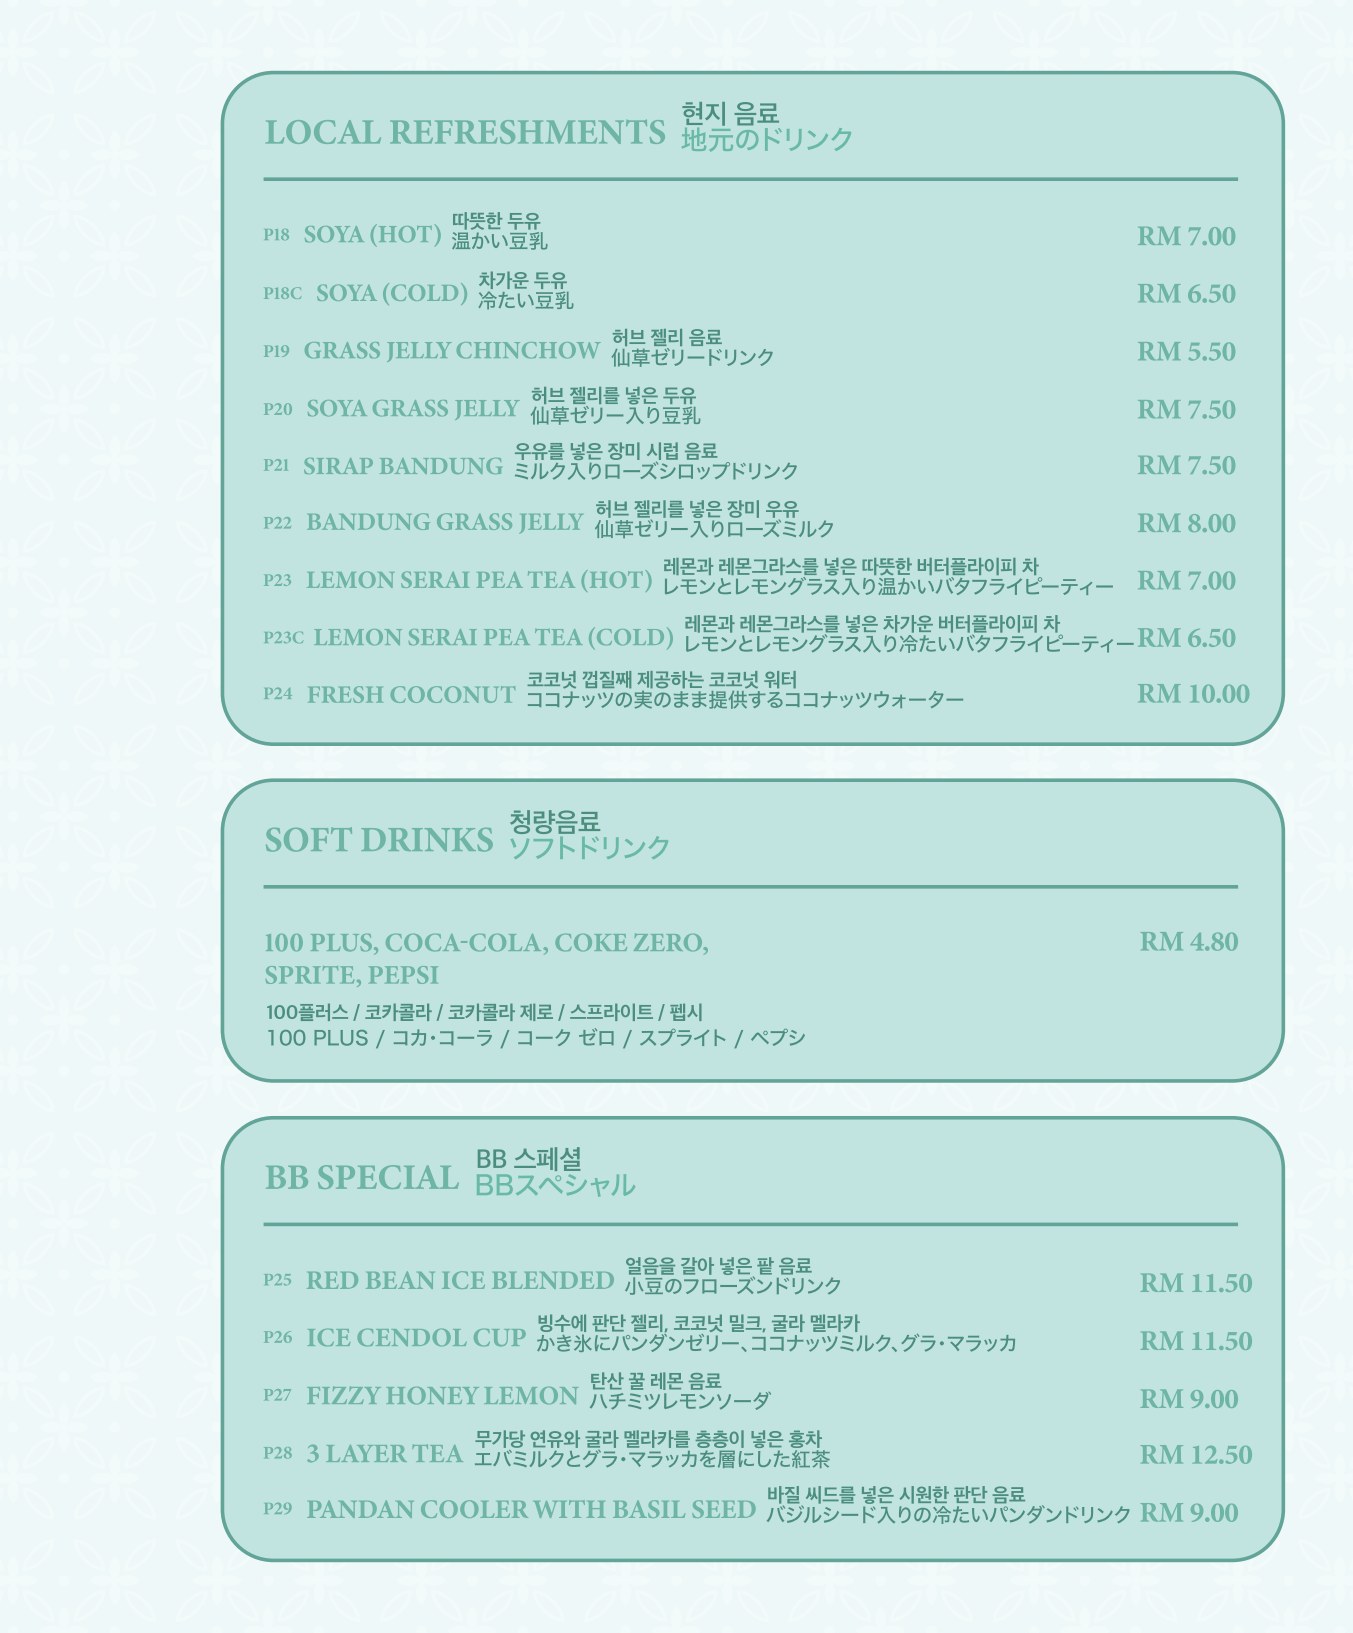 LOCAL REFRESHMENTS 현지 음료
地元のドリンク
P18 SOYA (HOT) 따뜻한 두유
温かい豆乳
RM 7.00
P18C SOYA (COLD) 차가운 두유
冷たい豆乳
RM 6.50
P19 GRASS JELLY CHINCHOW 허브 젤리 음료
仙草ゼリードリンク
RM 5.50
P20 SOYA GRASS JELLY 허브 젤리를 넣은 두유
仙草ゼリー入り豆乳
RM 7.50
P21 SIRAP BANDUNG 우유를 넣은 장미 시럽 음료
ミルク入りローズシロップドリンク
RM 7.50
P22 BANDUNG GRASS JELLY 허브 젤리를 넣은 장미 우유
仙草ゼリー入りローズミルク
RM 8.00
P23 LEMON SERAI PEA TEA (HOT) 레몬과 레몬그라스를 넣은 따뜻한 버터플라이피 차
レモンとレモングラス入り温かいバタフライピーティー
RM 7.00
P23C LEMON SERAI PEA TEA (COLD) 레몬과 레몬그라스를 넣은 차가운 버터플라이피 차
レモンとレモングラス入り冷たいバタフライピーティー
RM 6.50
P24 FRESH COCONUT 코코넛 껍질째 제공하는 코코넛 워터
ココナッツの実のまま提供するココナッツウォーター
RM 10.00
SOFT DRINKS 청량음료
ソフトドリンク
100 PLUS, COCA-COLA, COKE ZERO,
RM 4.80
SPRITE, PEPSI
100플러스 / 코카콜라 / 코카콜라 제로 / 스프라이트 / 펩시
100 PLUS / コカ・コーラ / コーク ゼロ / スプライト / ペプシ
BB SPECIAL BB 스페셜
BBスペシャル
P25 RED BEAN ICE BLENDED 얼음을 갈아 넣은 팥 음료
小豆のフローズンドリンク
RM 11.50
P26 ICE CENDOL CUP 빙수에 판단 젤리, 코코넛 밀크, 굴라 멜라카
かき氷にパンダンゼリー、ココナッツミルク、グラ・マラッカ
RM 11.50
P27 FIZZY HONEY LEMON 탄산 꿀 레몬 음료
ハチミツレモンソーダ
RM 9.00
P28 3 LAYER TEA 무가당 연유와 굴라 멜라카를 층층이 넣은 홍차
エバミルクとグラ・マラッカを層にした紅茶
RM 12.50
P29 PANDAN COOLER WITH BASIL SEED 바질 씨드를 넣은 시원한 판단 음료
バジルシード入りの冷たいパンダンドリンク
RM 9.00